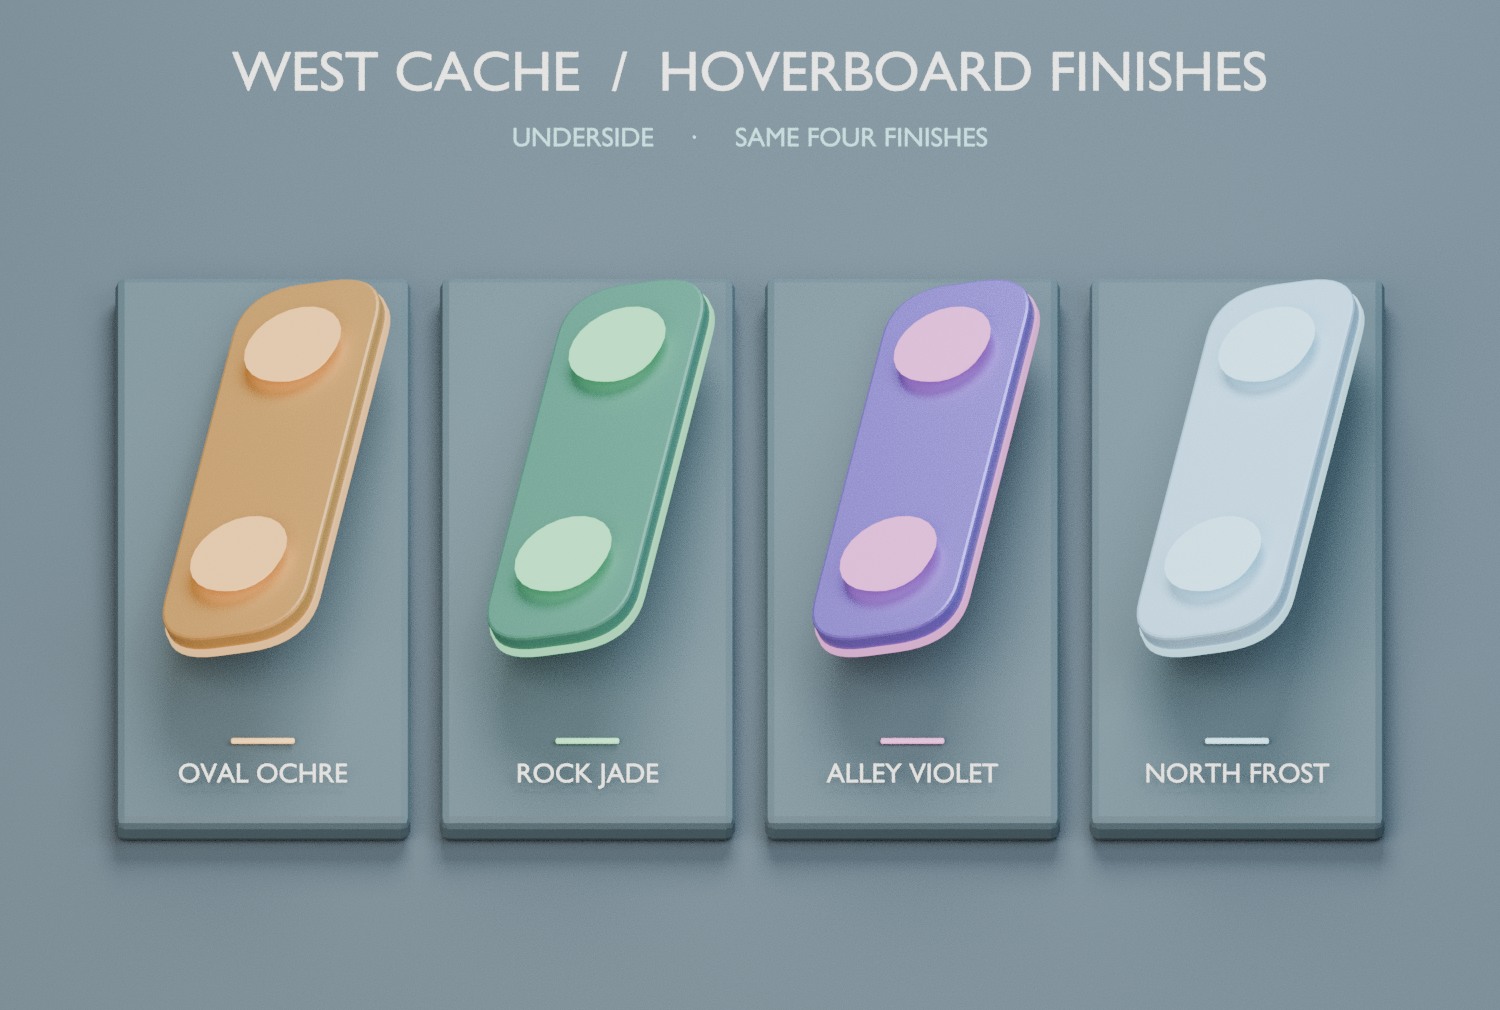 WEST CACHE / HOVERBOARD FINISHES
UNDERSIDE · SAME FOUR FINISHES
OVAL OCHRE
ROCK JADE
ALLEY VIOLET
NORTH FROST